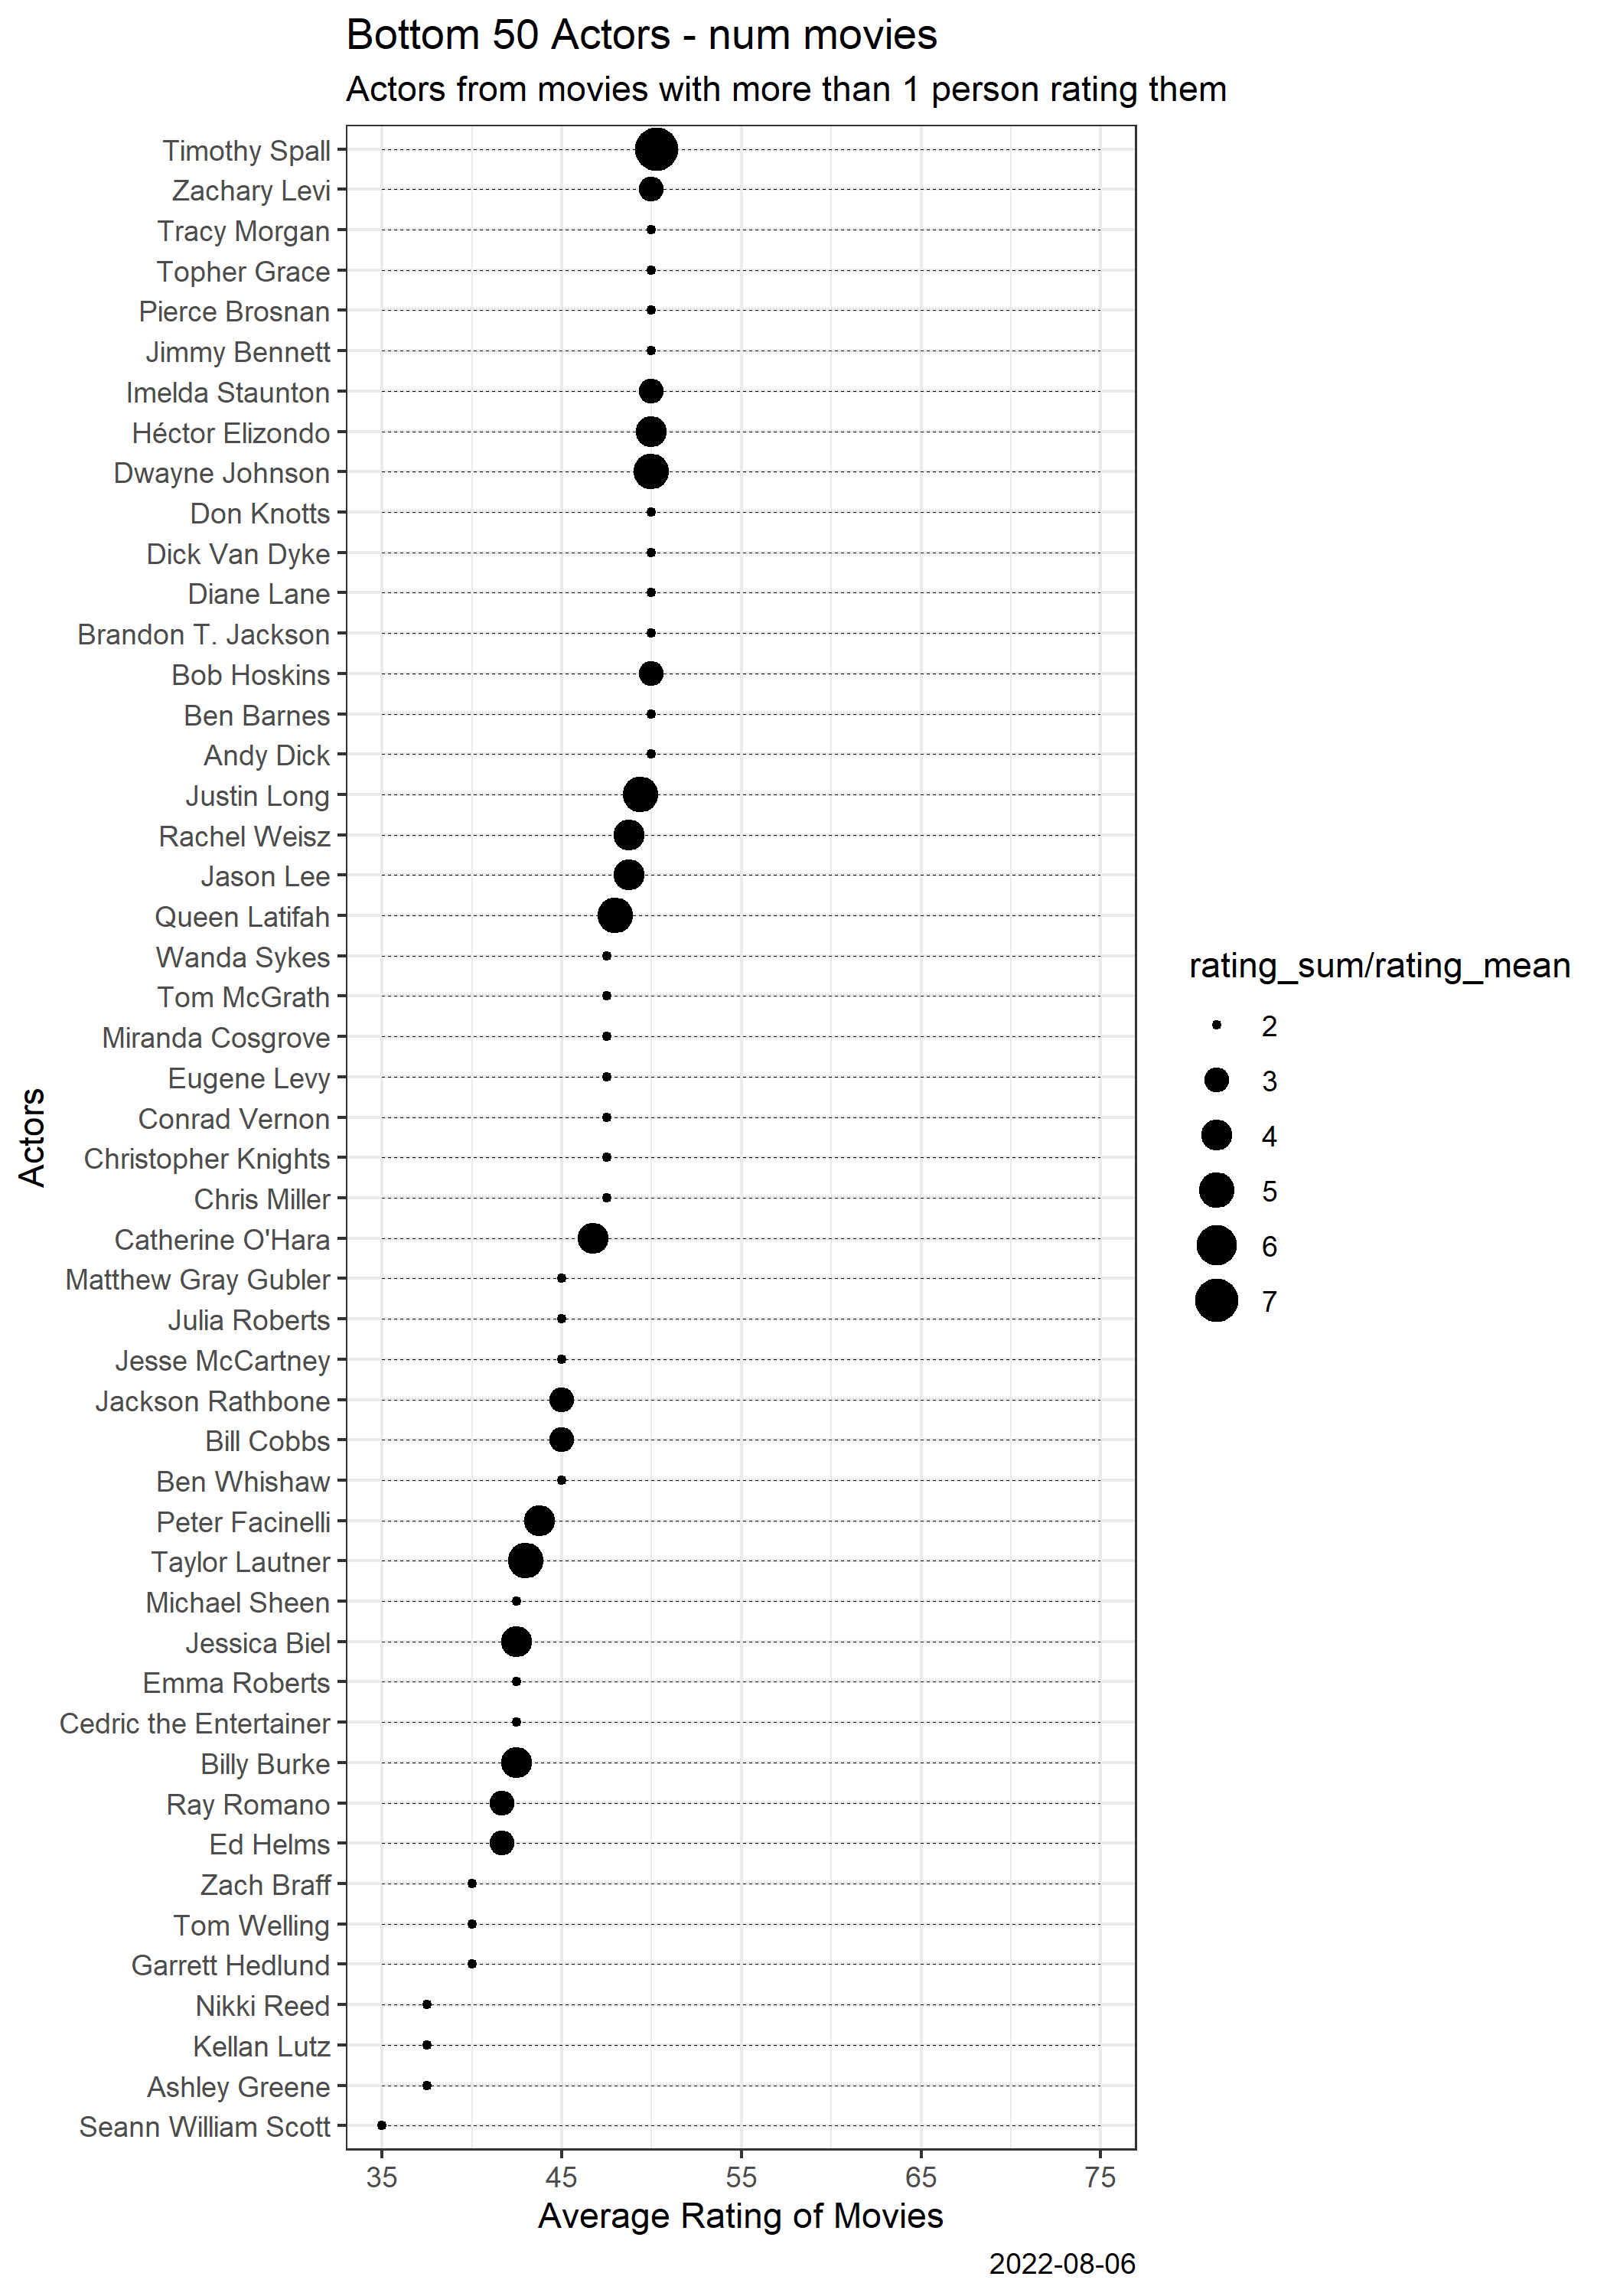 Bottom 50 Actors - num movies
Actors from movies with more than 1 person rating them
Timothy Spall
Zachary Levi
Tracy Morgan
Topher Grace
Pierce Brosnan
Jimmy Bennett
Imelda Staunton
Héctor Elizondo
Dwayne Johnson
Don Knotts
Dick Van Dyke
Diane Lane
Brandon T. Jackson
Bob Hoskins
Ben Barnes
Andy Dick
Justin Long
Rachel Weisz
Jason Lee
Queen Latifah
Wanda Sykes
Tom McGrath
Miranda Cosgrove
Eugene Levy
Conrad Vernon
Christopher Knights
Chris Miller
Catherine O'Hara
Matthew Gray Gubler
Julia Roberts
Jesse McCartney
Jackson Rathbone
Bill Cobbs
Ben Whishaw
Peter Facinelli
Taylor Lautner
Michael Sheen
Jessica Biel
Emma Roberts
Cedric the Entertainer
Billy Burke
Ray Romano
Ed Helms
Zach Braff
Tom Welling
Garrett Hedlund
Nikki Reed
Kellan Lutz
Ashley Greene
Seann William Scott
Actors
35 45 55 65 75
Average Rating of Movies
rating_sum/rating_mean
2
3
4
5
6
7
2022-08-06